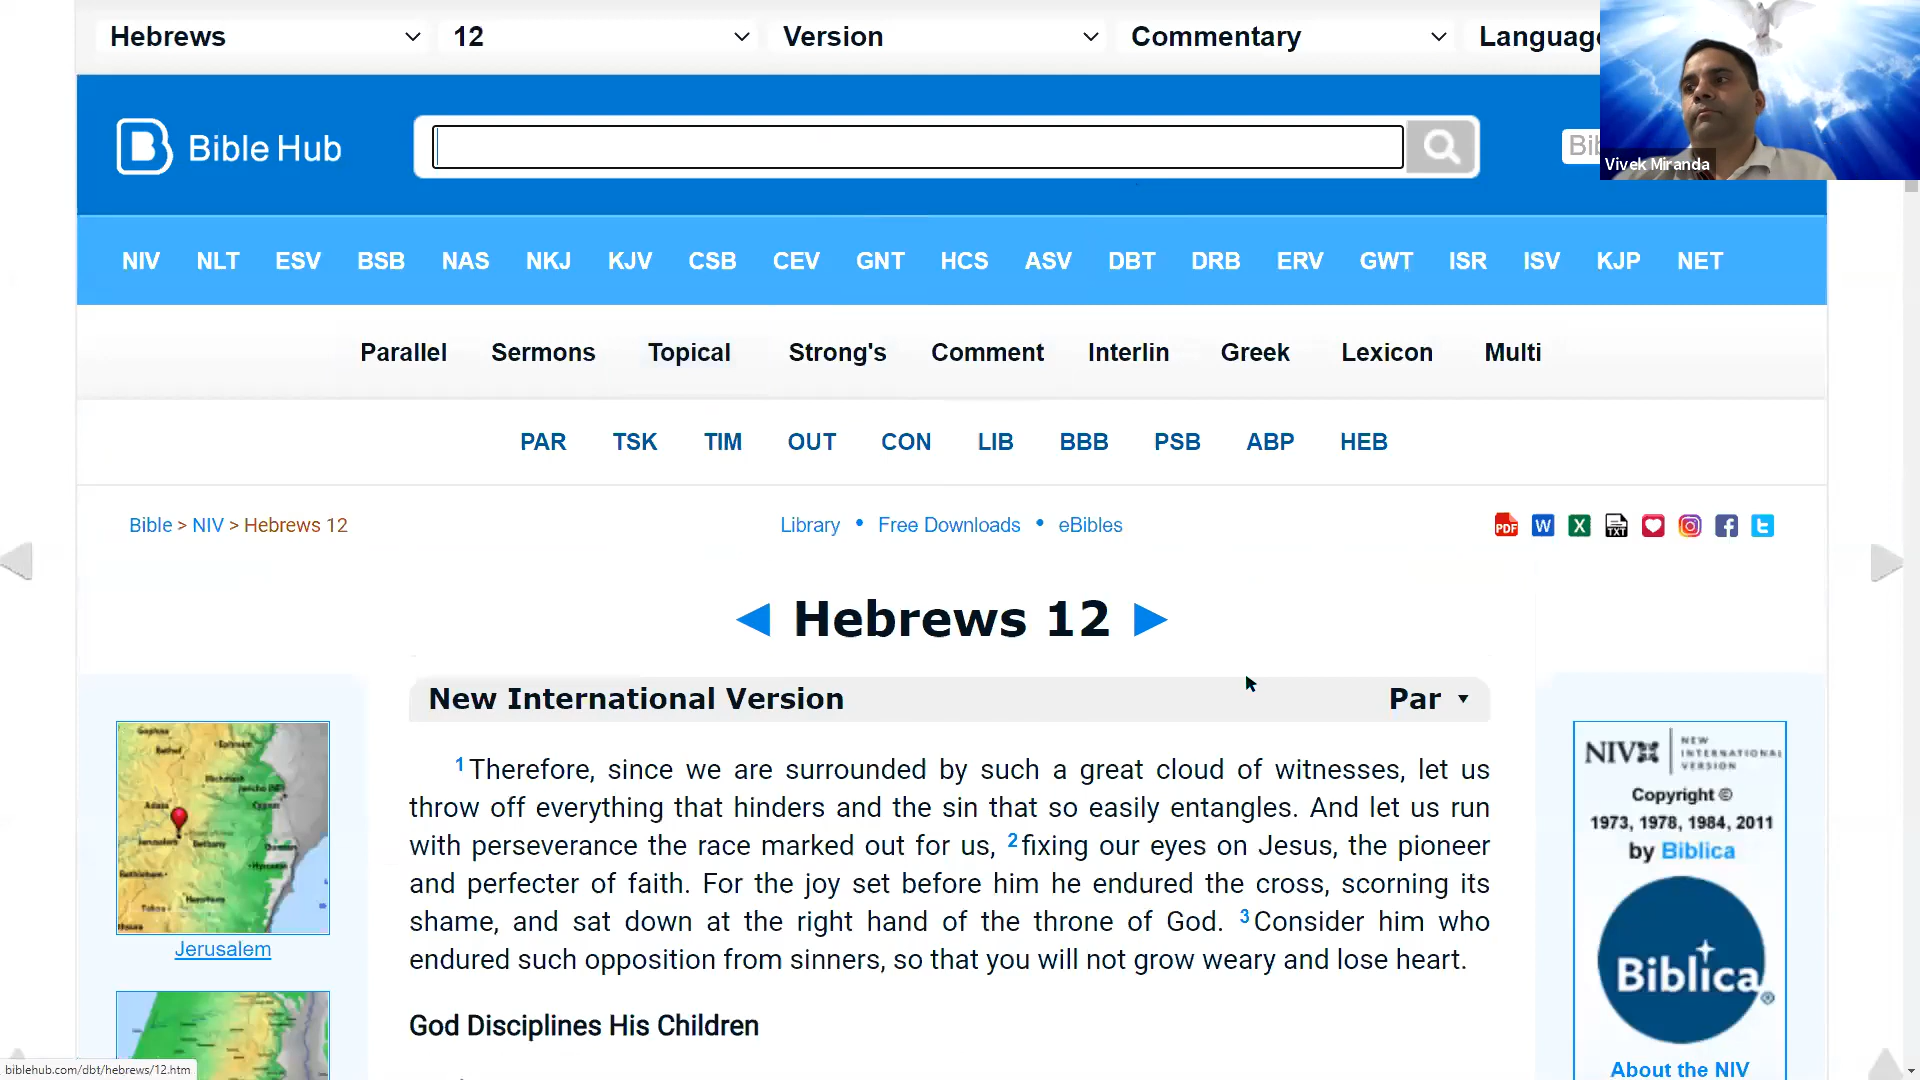 Hebrews 12 Version Commentary Language
Bible Hub
Bi
Vivek Miranda
NIV NLT ESV BSB NAS NKJ KJV CSB CEV GNT HCS ASV DBT DRB ERV GWT ISR ISV KJP NET
Parallel Sermons Topical Strong's Comment Interlin Greek Lexicon Multi
PAR TSK TIM OUT CON LIB BBB PSB ABP HEB
Bible > NIV > Hebrews 12
Library • Free Downloads • eBibles
PDF W X TXT
◀ Hebrews 12 ▶
New International Version Par ▼
1 Therefore, since we are surrounded by such a great cloud of witnesses, let us
throw off everything that hinders and the sin that so easily entangles. And let us run
with perseverance the race marked out for us, 2 fixing our eyes on Jesus, the pioneer
and perfecter of faith. For the joy set before him he endured the cross, scorning its
shame, and sat down at the right hand of the throne of God. 3 Consider him who
endured such opposition from sinners, so that you will not grow weary and lose heart.
God Disciplines His Children
Jerusalem
NIV NEW
INTERNATIONAL
VERSION
Copyright ©
1973, 1978, 1984, 2011
by Biblica
Biblica®
About the NIV
biblehub.com/dbt/hebrews/12.htm